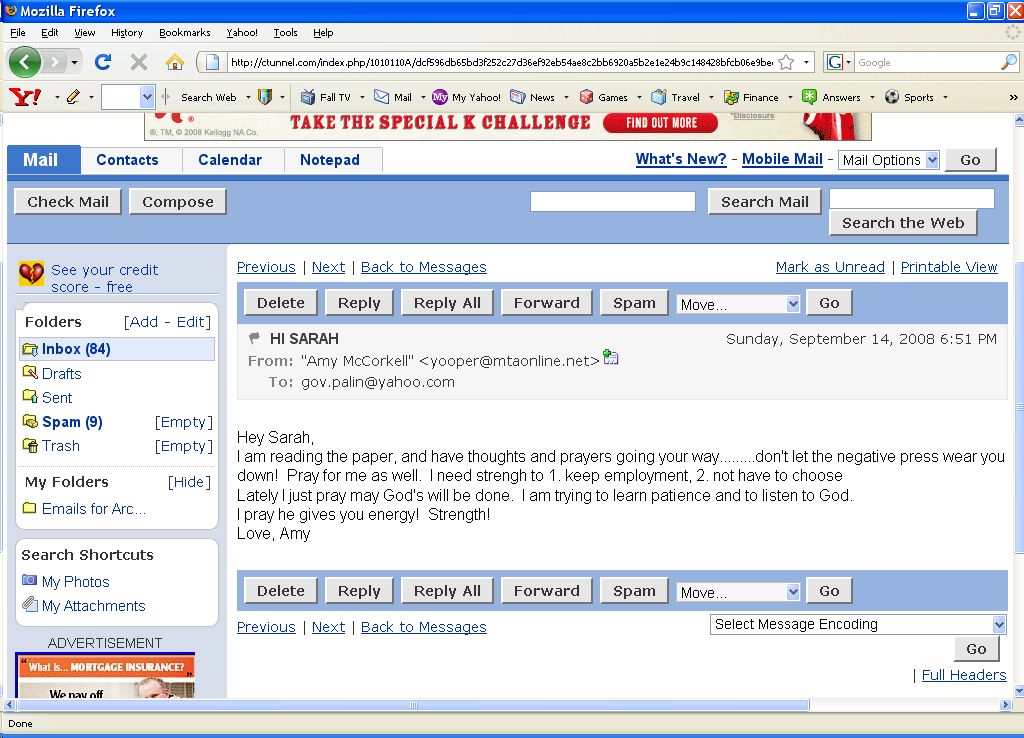 Mozilla Firefox
File Edit View History Bookmarks Yahoo! Tools Help
http://ctunnel.com/index.php/1010110A/dcf596db65bd3f252c27d36ef92eb54ae8c2bb6920a5b2e1e24b9c148428bfcb06e9be Google
Y! Search Web Fall TV Mail My Yahoo! News Games Travel Finance Answers Sports »
®, TM, © 2008 Kellogg NA Co. TAKE THE SPECIAL K CHALLENGE FIND OUT MORE *Disclosure
Mail Contacts Calendar Notepad What's New? - Mobile Mail - Mail Options Go
Check Mail Compose Search Mail
Search the Web
See your credit
score - free
Folders [Add - Edit]
Inbox (84)
Drafts
Sent
Spam (9) [Empty]
Trash [Empty]
My Folders [Hide]
Emails for Arc...
Search Shortcuts
My Photos
My Attachments
ADVERTISEMENT
"What is... MORTGAGE INSURANCE?"
We pay off
Previous | Next | Back to Messages Mark as Unread | Printable View
Delete Reply Reply All Forward Spam Move... Go
HI SARAH Sunday, September 14, 2008 6:51 PM
From: "Amy McCorkell" <yooper@mtaonline.net>
To: gov.palin@yahoo.com
Hey Sarah,
I am reading the paper, and have thoughts and prayers going your way.........don't let the negative press wear you
down!  Pray for me as well.  I need strengh to 1. keep employment, 2. not have to choose
Lately I just pray may God's will be done.  I am trying to learn patience and to listen to God.
I pray he gives you energy!  Strength!
Love, Amy
Delete Reply Reply All Forward Spam Move... Go
Previous | Next | Back to Messages Select Message Encoding
Go
| Full Headers
Done